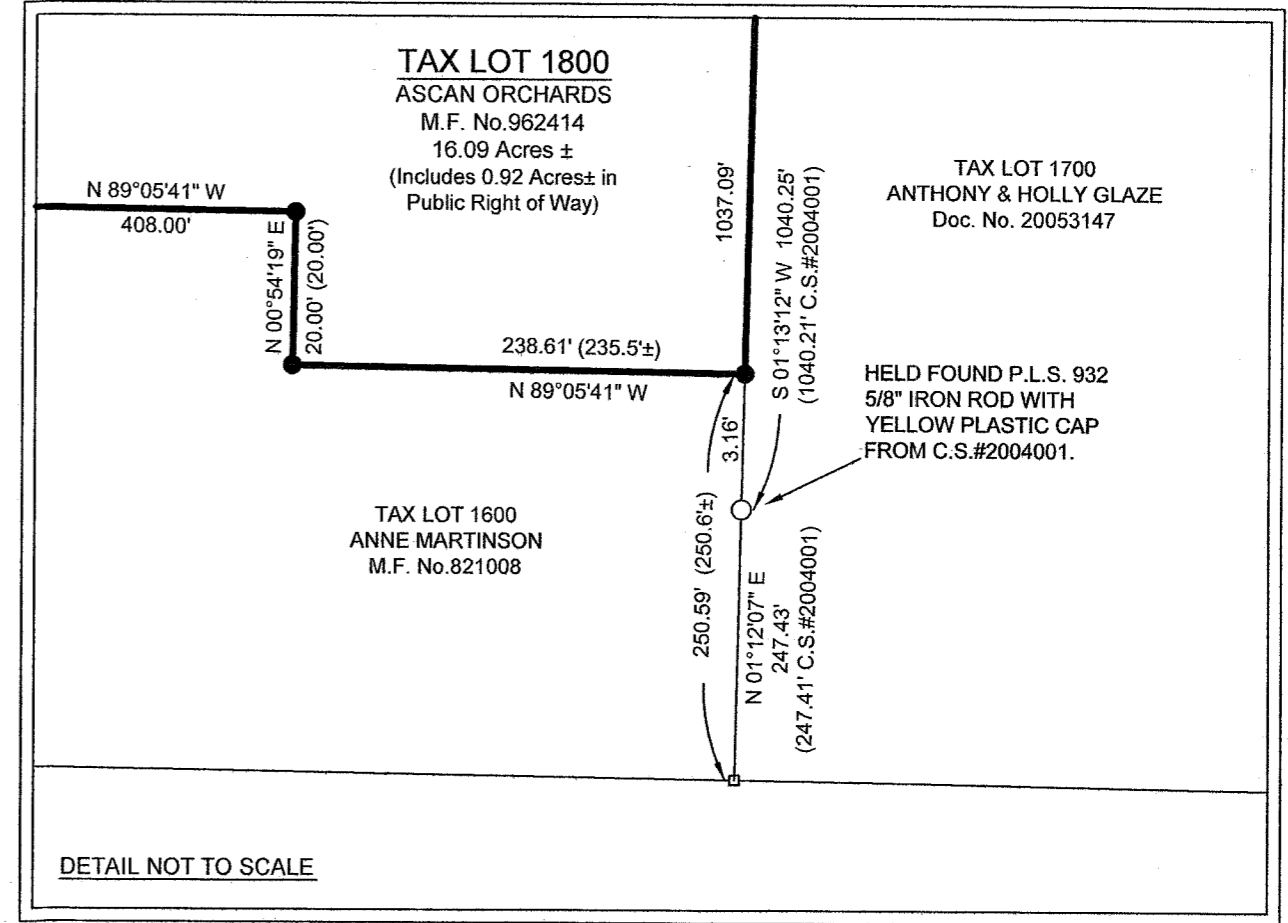 TAX LOT 1800
ASCAN ORCHARDS
M.F. No.962414
16.09 Acres ±
(Includes 0.92 Acres± in
Public Right of Way)
N 89°05'41" W
408.00'
N 00°54'19" E
20.00' (20.00')
238.61' (235.5'±)
N 89°05'41" W
1037.09'
S 01°13'12" W 1040.25'
(1040.21' C.S.#2004001)
TAX LOT 1700
ANTHONY & HOLLY GLAZE
Doc. No. 20053147
HELD FOUND P.L.S. 932
5/8" IRON ROD WITH
YELLOW PLASTIC CAP
FROM C.S.#2004001.
3.16'
250.59' (250.6'±)
N 01°12'07" E
247.43'
(247.41' C.S.#2004001)
TAX LOT 1600
ANNE MARTINSON
M.F. No.821008
DETAIL NOT TO SCALE